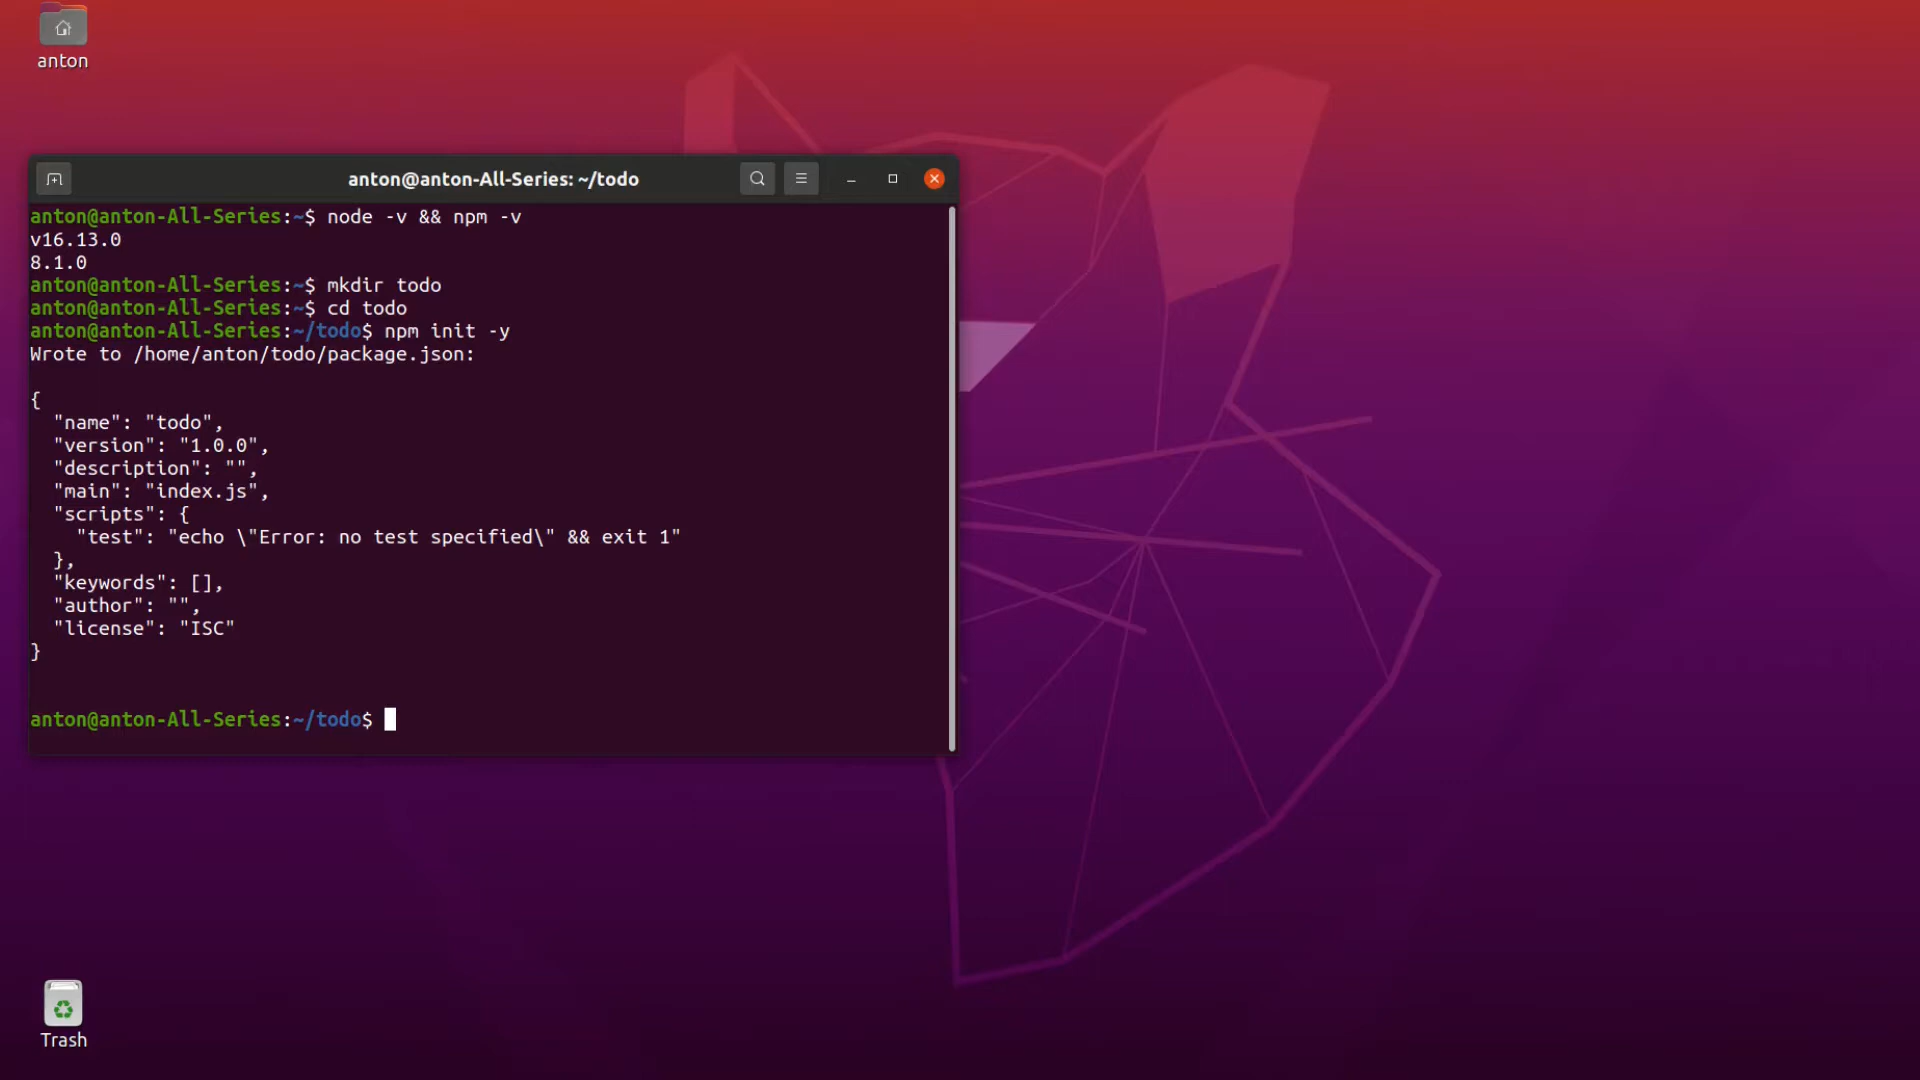 anton
anton@anton-All-Series: ~/todo
anton@anton-All-Series:~$ node -v && npm -v
v16.13.0
8.1.0
anton@anton-All-Series:~$ mkdir todo
anton@anton-All-Series:~$ cd todo
anton@anton-All-Series:~/todo$ npm init -y
Wrote to /home/anton/todo/package.json:
{
  "name": "todo",
  "version": "1.0.0",
  "description": "",
  "main": "index.js",
  "scripts": {
    "test": "echo \"Error: no test specified\" && exit 1"
  },
  "keywords": [],
  "author": "",
  "license": "ISC"
}
anton@anton-All-Series:~/todo$
Trash